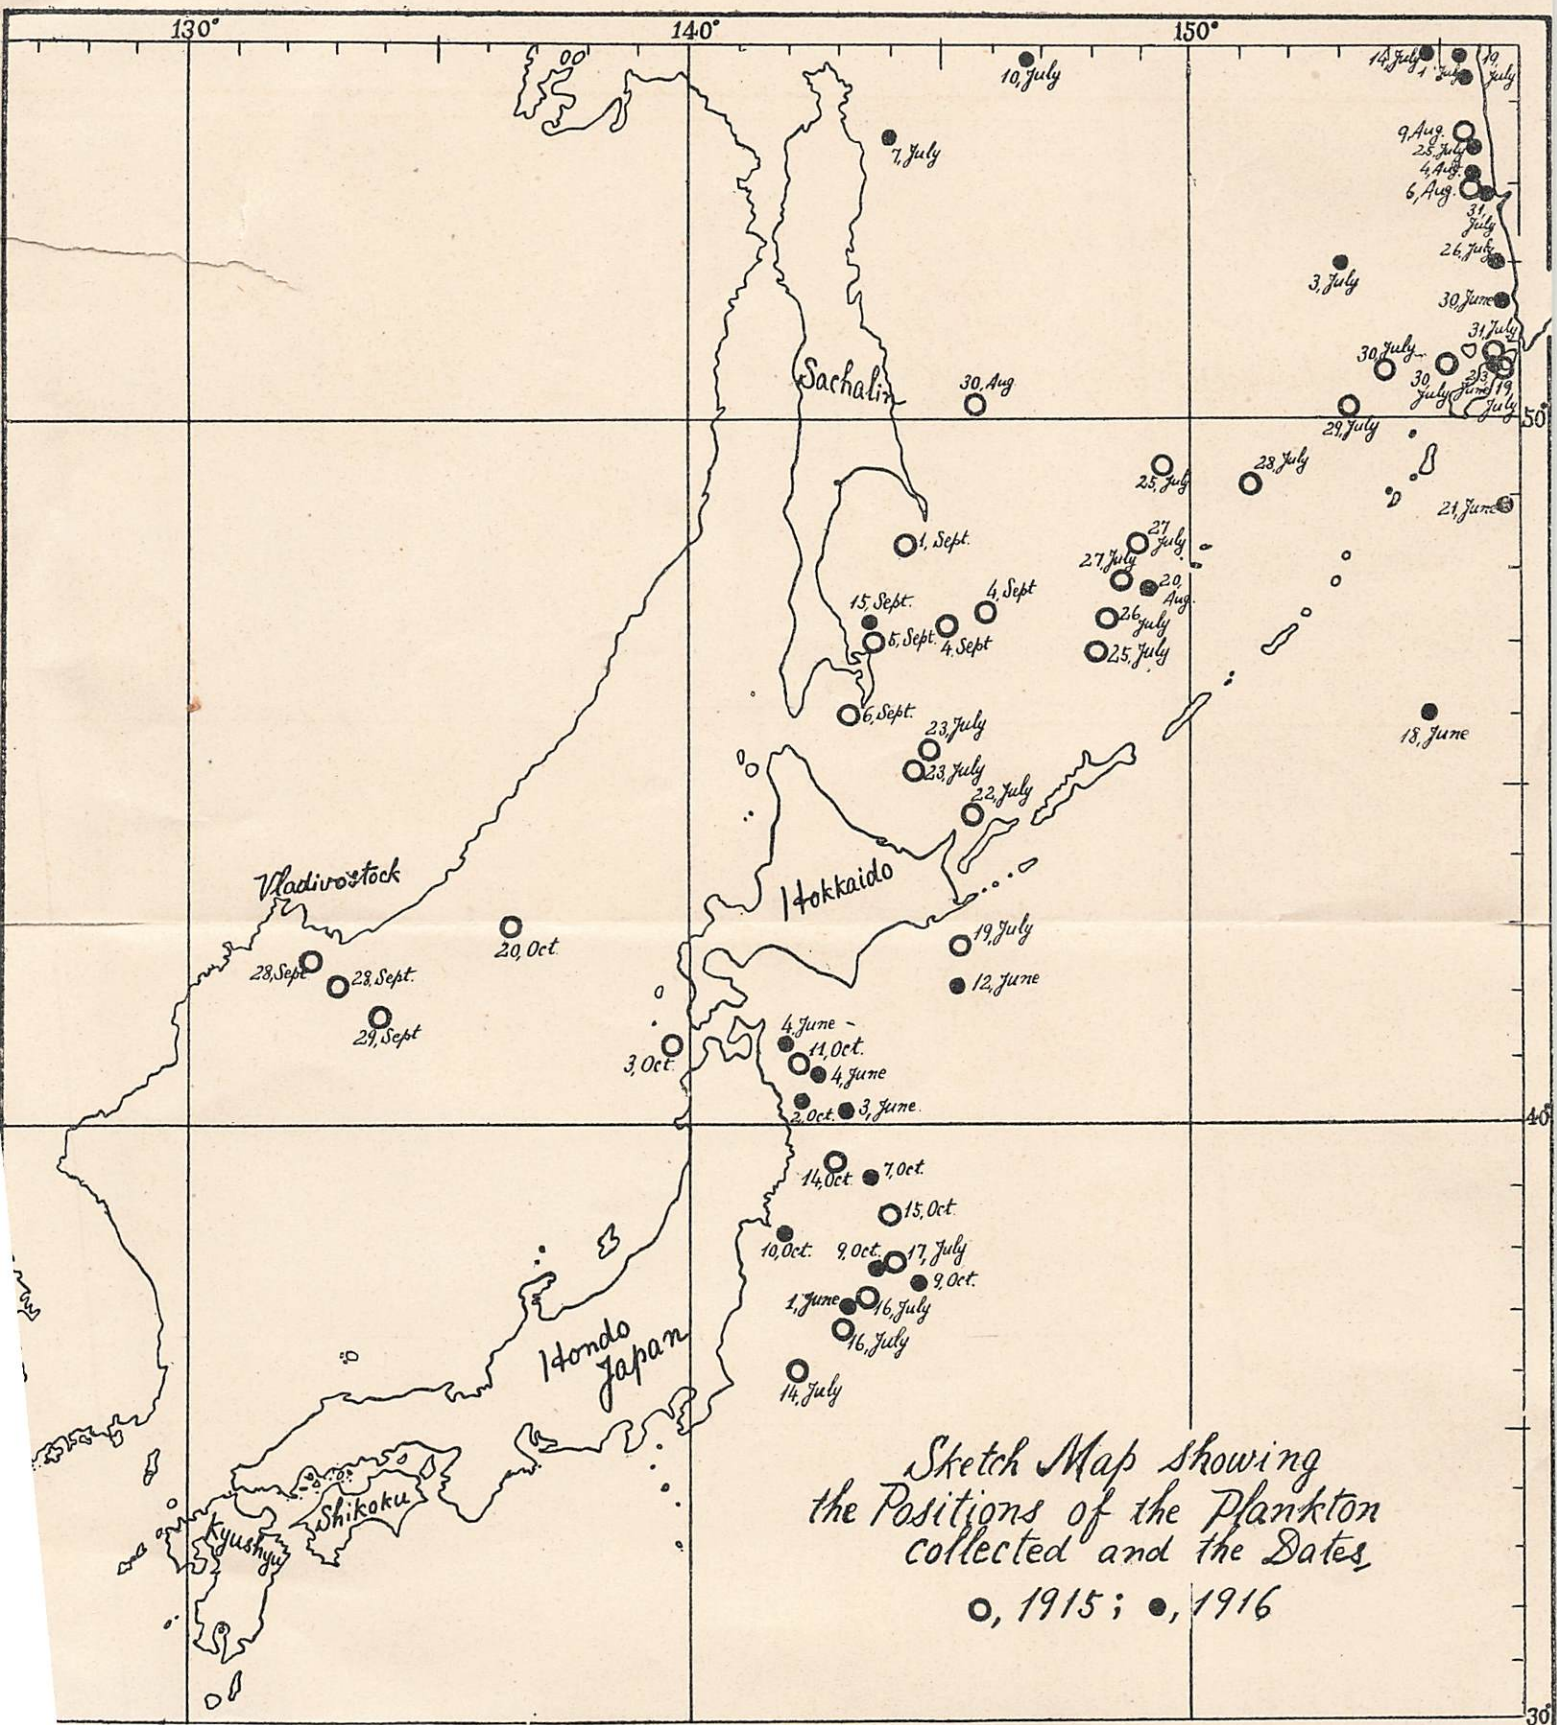 130°
140°
150°
10, July
14, July
1 July
19,
July
7, July
9, Aug.
25, July
4, Aug.
6, Aug.
31,
July
26, July
3, July
30, June
31, July
30, July
30,
July
23,
June
19,
July
Sachalin
30, Aug
29, July
50°
25, July
28, July
21, June
1, Sept.
27
July
27, July
20,
Aug.
15, Sept.
4, Sept
5, Sept.
4, Sept
26
July
25, July
6, Sept.
23, July
23, July
18, June
22, July
Vladivostock
Hokkaido
20, Oct.
19, July
28, Sept
28, Sept.
12, June
29, Sept
4, June -
11, Oct.
3, Oct.
4, June
2, Oct.
3, June.
40°
14, Oct.
7, Oct.
15, Oct.
10, Oct.
9, Oct.
17, July
9, Oct.
1, June
16, July
16, July
14, July
Hondo
Japan
Shikoku
Kyushyu
Sketch Map showing
the Positions of the Plankton
collected and the Dates,
O, 1915 ; ●, 1916
30°